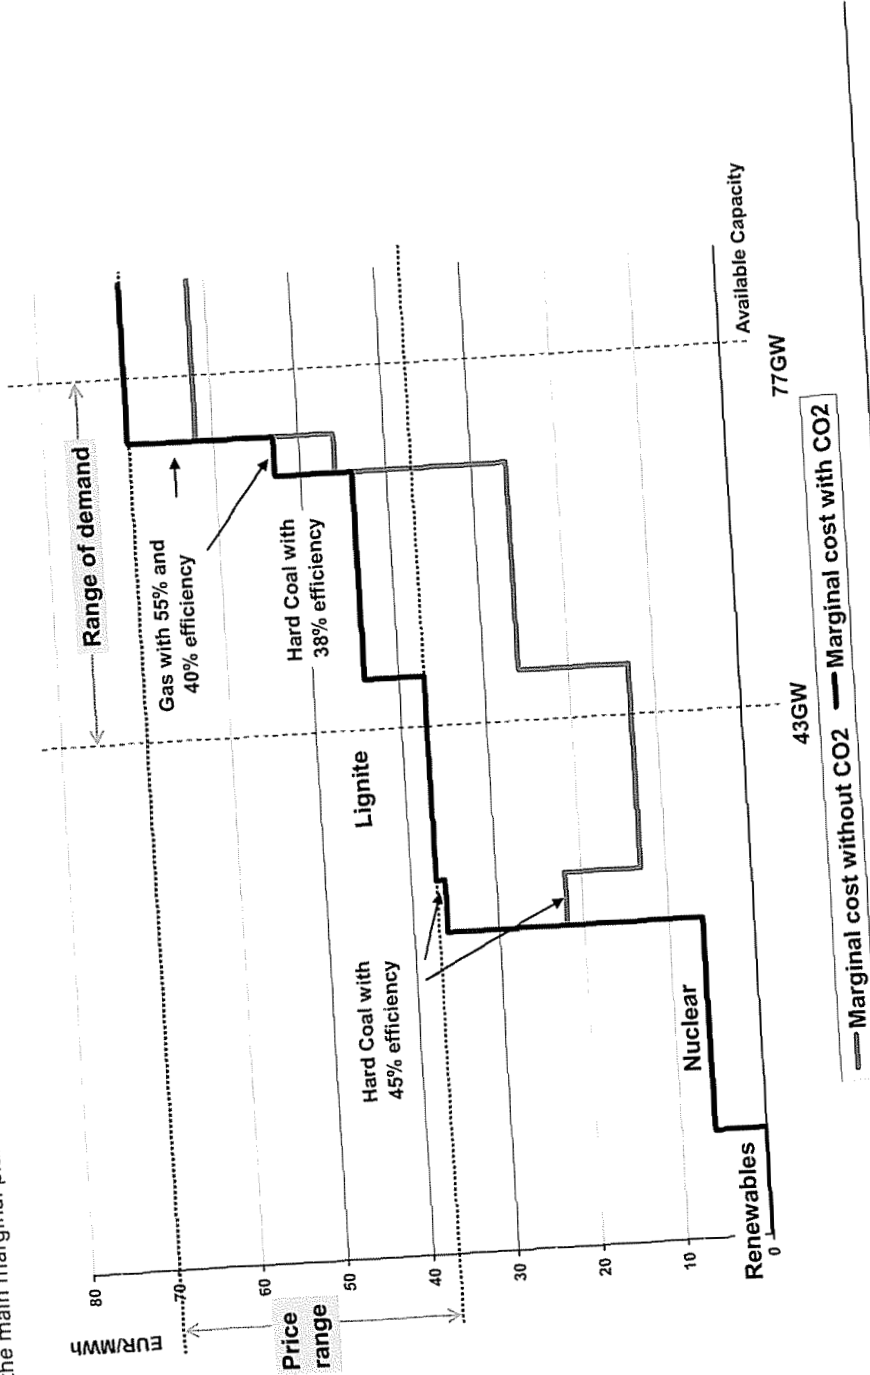 the main marginal
EUR/MWh
80
70
60
50
40
30
20
10
0
Price
range
Range of demand
Gas with 55% and
40% efficiency
Hard Coal with
38% efficiency
Lignite
Hard Coal with
45% efficiency
Nuclear
Renewables
Available Capacity
43GW
77GW
Marginal cost without CO2
Marginal cost with CO2